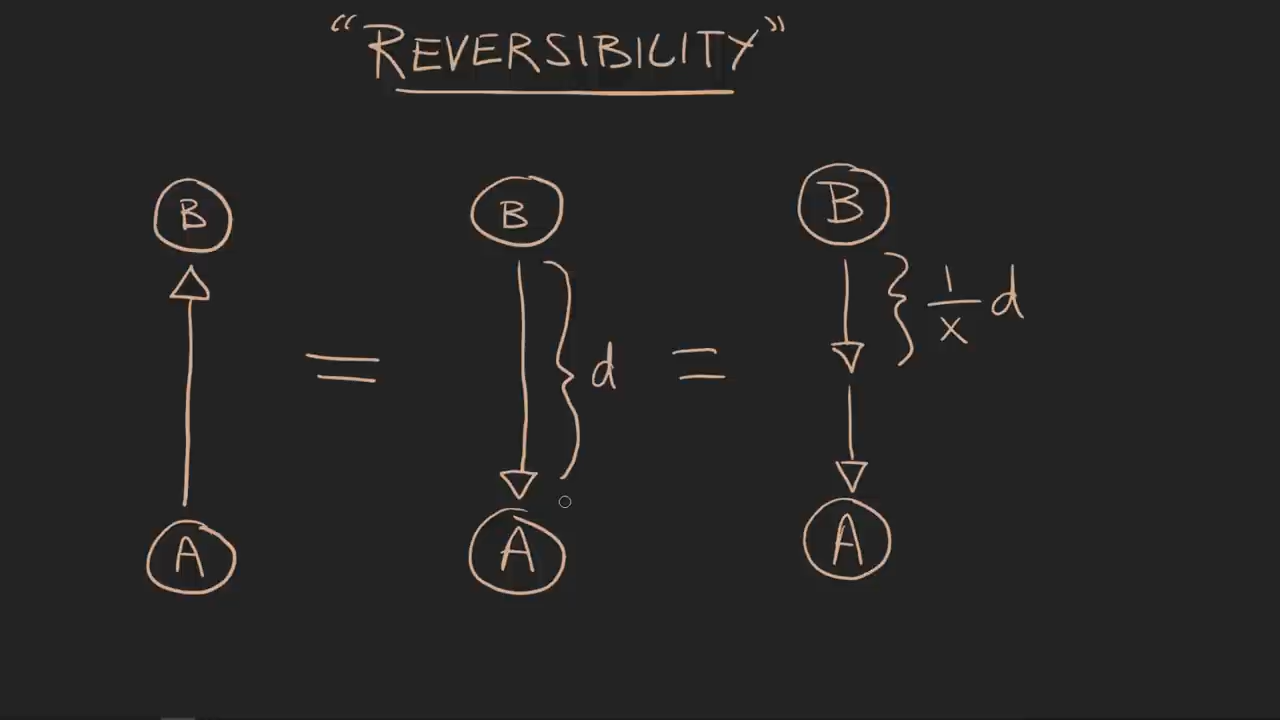 “REVERSIBILITY”
B
B
B
= d = 1/x d
A
A
A